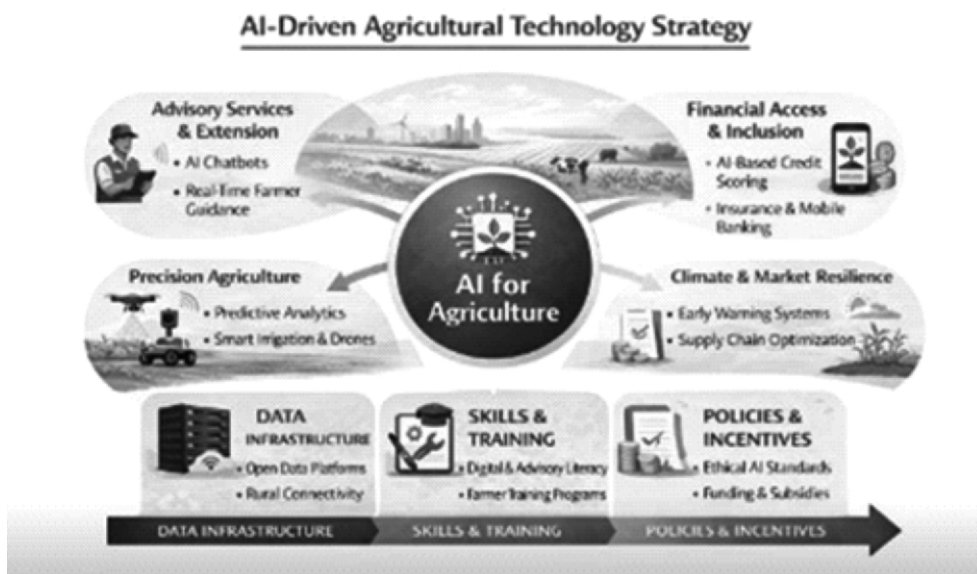 AI-Driven Agricultural Technology Strategy
Advisory Services
& Extension
• AI Chatbots
• Real-Time Farmer
Guidance
Financial Access
& Inclusion
• AI-Based Credit
Scoring
• Insurance & Mobile
Banking
AI for
Agriculture
Precision Agriculture
• Predictive Analytics
• Smart Irrigation & Drones
Climate & Market Resilience
• Early Warning Systems
• Supply Chain Optimization
DATA
INFRASTRUCTURE
• Open Data Platforms
• Rural Connectivity
SKILLS &
TRAINING
• Digital & Advisory Literacy
• Farmer Training Programs
POLICIES &
INCENTIVES
• Ethical AI Standards
• Funding & Subsidies
DATA INFRASTRUCTURE
SKILLS & TRAINING
POLICIES & INCENTIVES